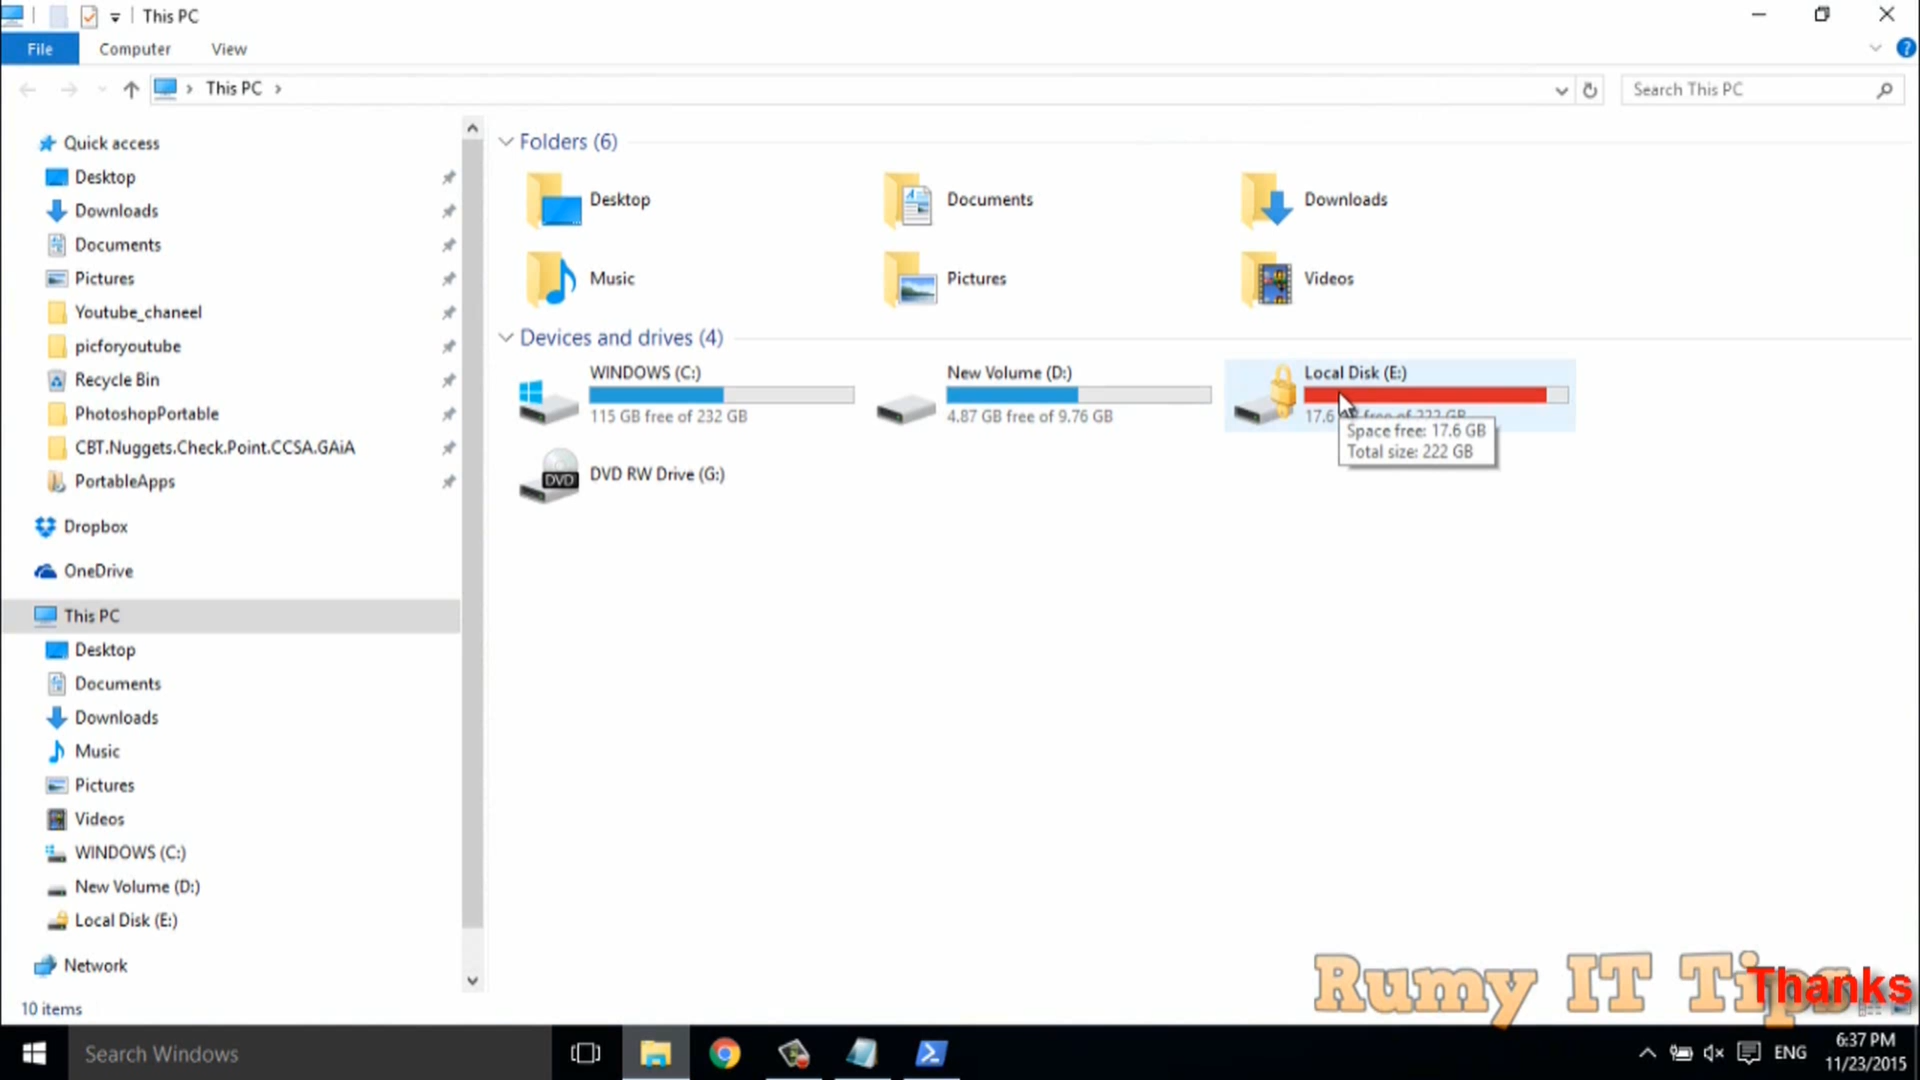 This PC
File
Computer
View
This PC
Search This PC
Quick access
Desktop
Downloads
Documents
Pictures
Youtube_chaneel
picforyoutube
Recycle Bin
PhotoshopPortable
CBT.Nuggets.Check.Point.CCSA.GAiA
PortableApps
Dropbox
OneDrive
This PC
Desktop
Documents
Downloads
Music
Pictures
Videos
WINDOWS (C:)
New Volume (D:)
Local Disk (E:)
Network
Folders (6)
Desktop
Documents
Downloads
Music
Pictures
Videos
Devices and drives (4)
WINDOWS (C:)
115 GB free of 232 GB
New Volume (D:)
4.87 GB free of 9.76 GB
Local Disk (E:)
17.6 free of 222 GB
Space free: 17.6 GB
Total size: 222 GB
DVD
DVD RW Drive (G:)
10 items
Rumy IT Tips
Thanks
Search Windows
ENG
6:37 PM
11/23/2015